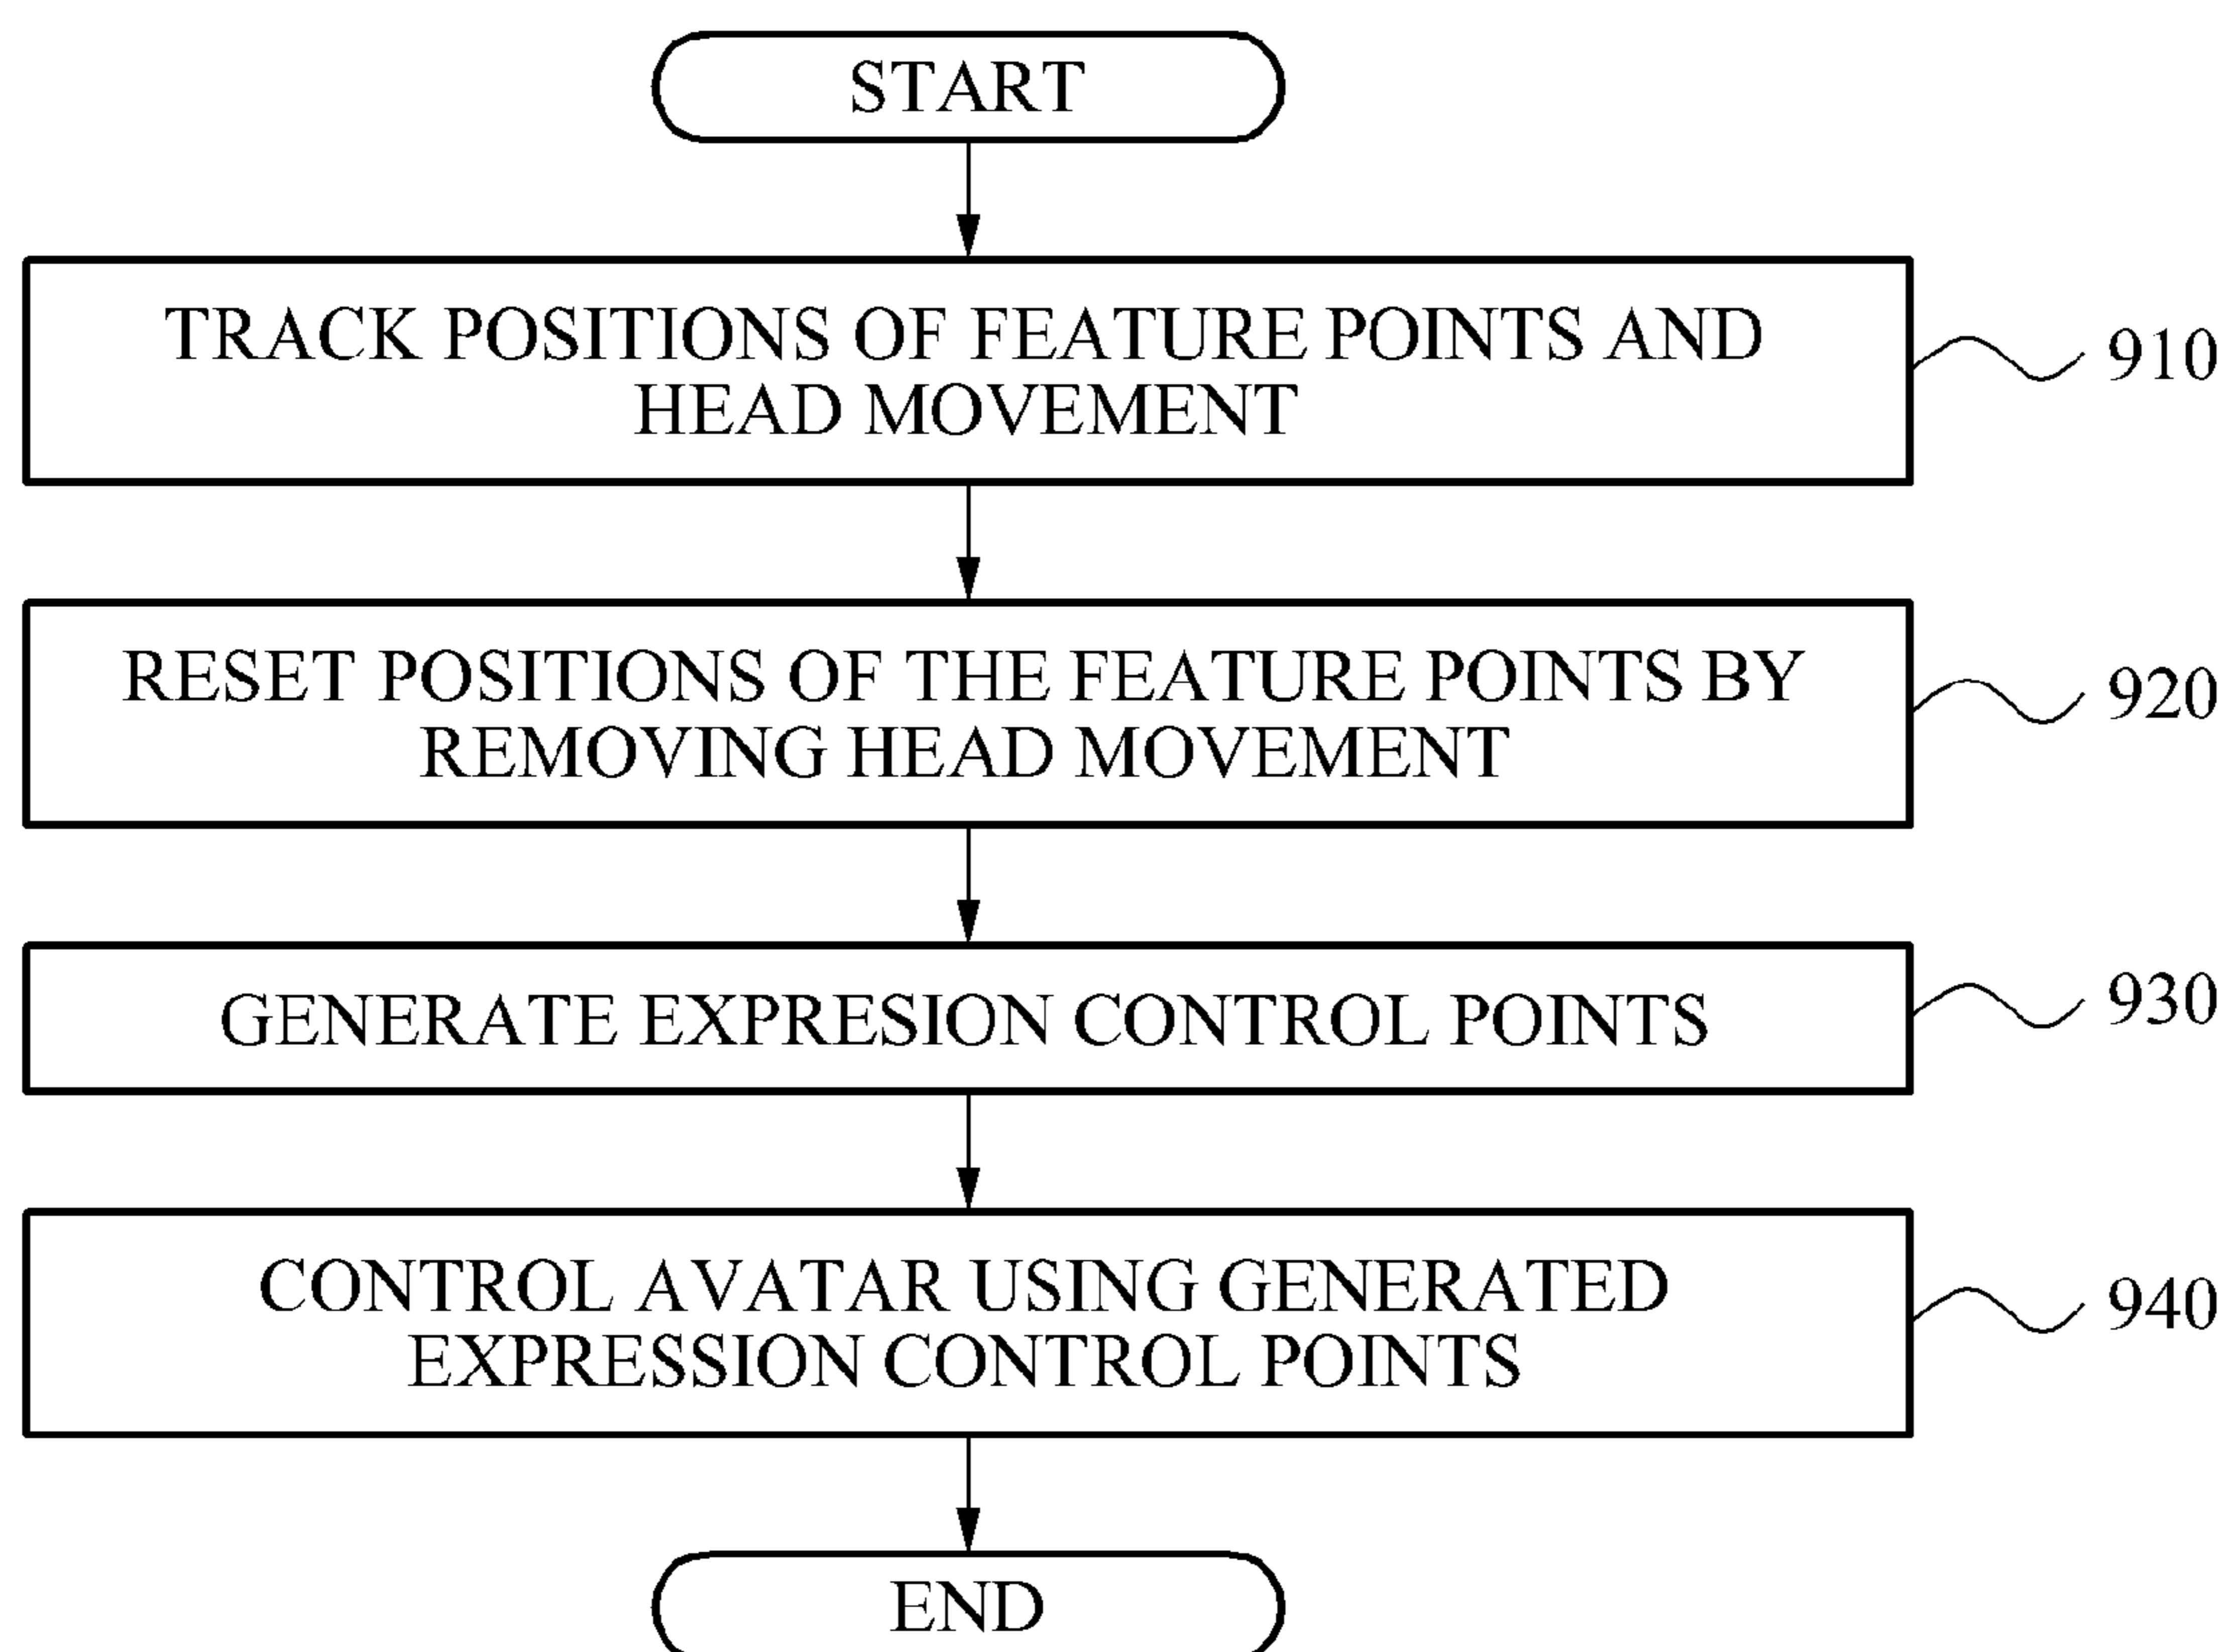 START
TRACK POSITIONS OF FEATURE POINTS AND
HEAD MOVEMENT
910
RESET POSITIONS OF THE FEATURE POINTS BY
REMOVING HEAD MOVEMENT
920
GENERATE EXPRESION CONTROL POINTS
930
CONTROL AVATAR USING GENERATED
EXPRESSION CONTROL POINTS
940
END